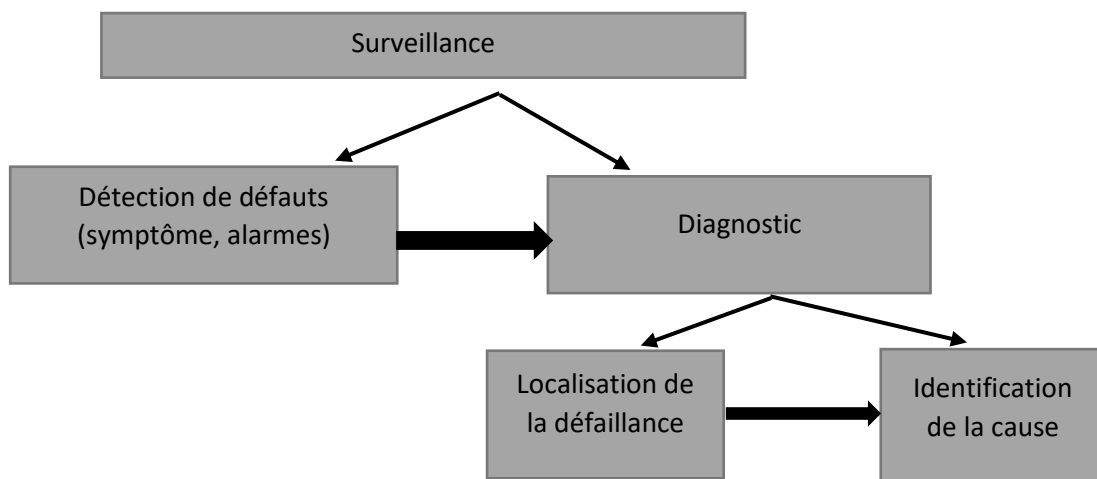 Surveillance
Détection de défauts
(symptôme, alarmes)
Diagnostic
Localisation de
la défaillance
Identification
de la cause